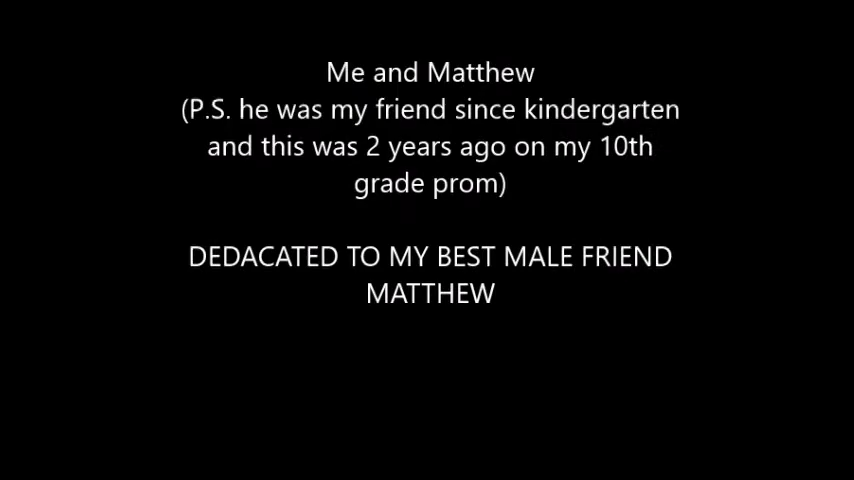 Me and Matthew
(P.S. he was my friend since kindergarten
and this was 2 years ago on my 10th
grade prom)
DEDACATED TO MY BEST MALE FRIEND
MATTHEW